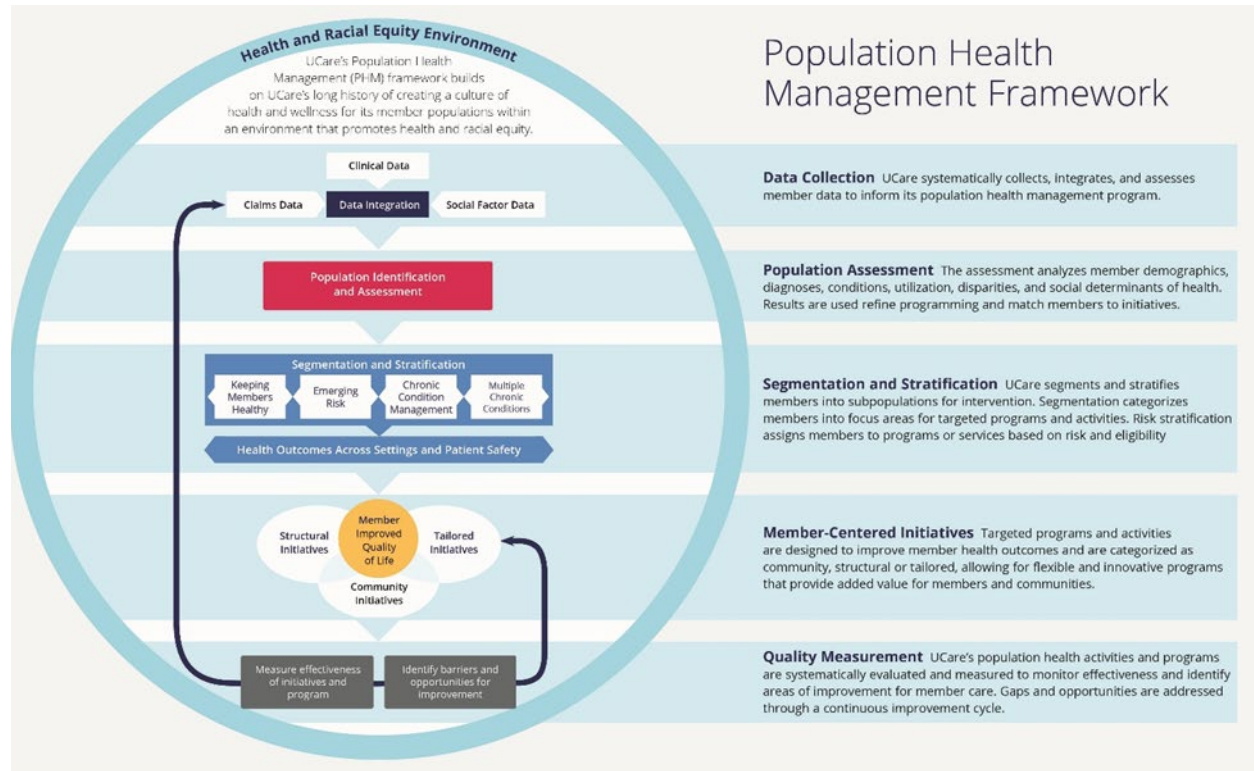 Health and Racial Equity Environment
UCare's Population Health
Management (PHM) framework builds
on UCare's long history of creating a culture of
health and wellness for its member populations within
an environment that promotes health and racial equity.
Population Health
Management Framework
Clinical Data
Claims Data
Data Integration
Social Factor Data
Data Collection UCare systematically collects, integrates, and assesses
member data to inform its population health management program.
Population Identification
and Assessment
Population Assessment The assessment analyzes member demographics,
diagnoses, conditions, utilization, disparities, and social determinants of health.
Results are used refine programming and match members to initiatives.
Segmentation and Stratification
Keeping
Members
Healthy
Emerging
Risk
Chronic
Condition
Management
Multiple
Chronic
Conditions
Health Outcomes Across Settings and Patient Safety
Segmentation and Stratification UCare segments and stratifies
members into subpopulations for intervention. Segmentation categorizes
members into focus areas for targeted programs and activities. Risk stratification
assigns members to programs or services based on risk and eligibility
Structural
Initiatives
Member
Improved
Quality
of Life
Tailored
Initiatives
Community
Initiatives
Member-Centered Initiatives Targeted programs and activities
are designed to improve member health outcomes and are categorized as
community, structural or tailored, allowing for flexible and innovative programs
that provide added value for members and communities.
Measure effectiveness
of initiatives and
program
Identify barriers and
opportunities for
improvement
Quality Measurement UCare's population health activities and programs
are systematically evaluated and measured to monitor effectiveness and identify
areas of improvement for member care. Gaps and opportunities are addressed
through a continuous improvement cycle.